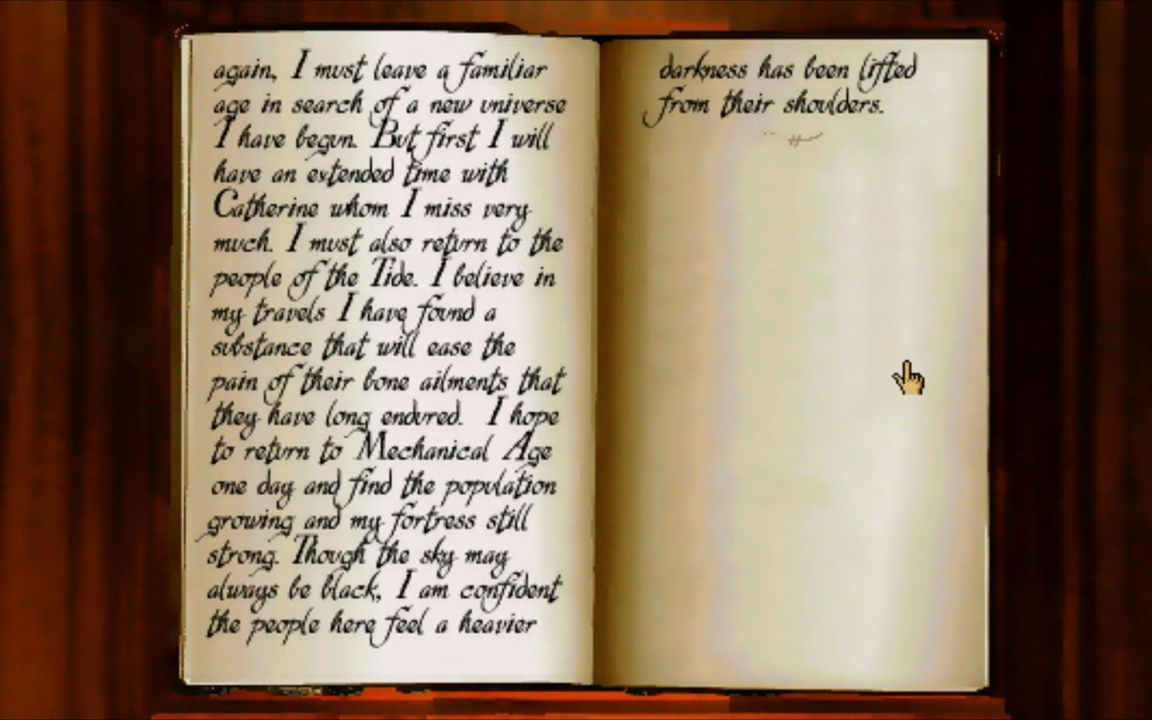 again, I must leave a familiar
age in search of a new universe
I have begun. But first I will
have an extended time with
Catherine whom I miss very
much. I must also return to the
people of the Tide. I believe in
my travels I have found a
substance that will ease the
pain of their bone ailments that
they have long endured. I hope
to return to Mechanical Age
one day and find the population
growing and my fortress still
strong. Though the sky may
always be black, I am confident
the people here feel a heavier
darkness has been lifted
from their shoulders.